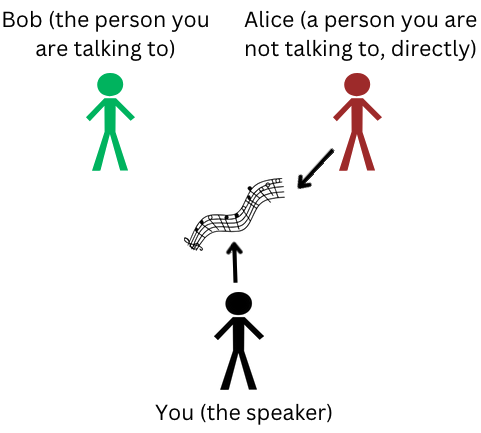 Bob (the person you
are talking to)
Alice (a person you are
not talking to, directly)
You (the speaker)